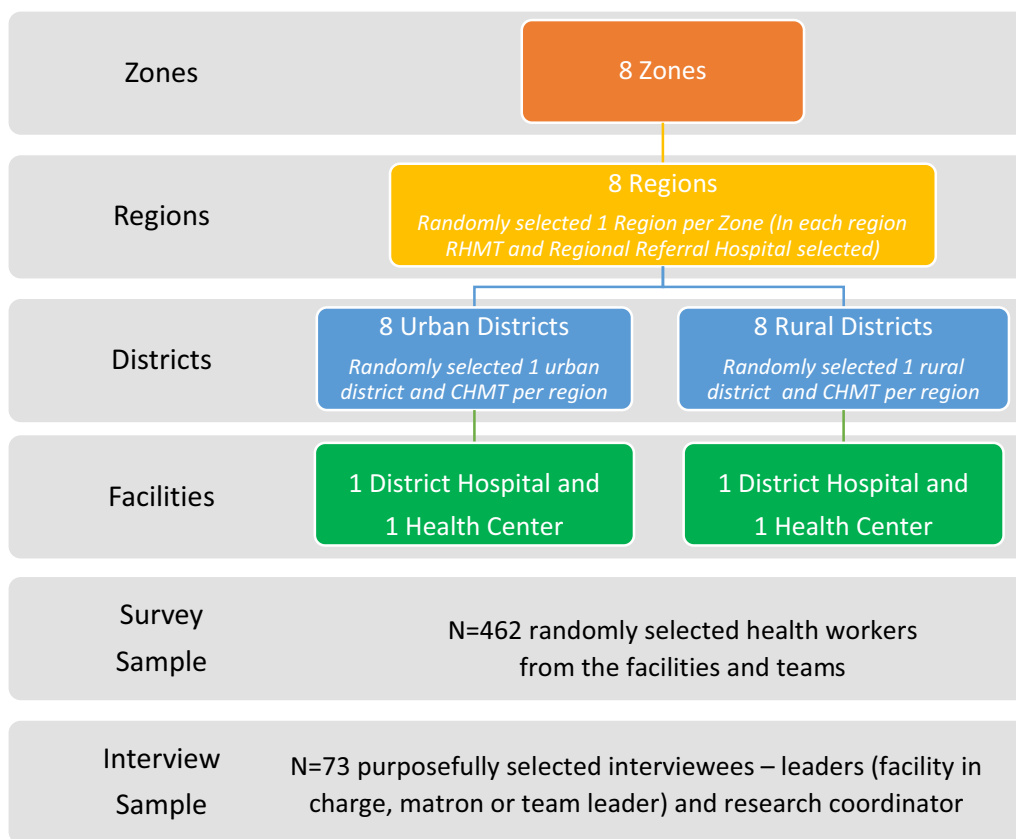 Zones
8 Zones
Regions
8 Regions
Randomly selected 1 Region per Zone (In each region
RHMT and Regional Referral Hospital selected)
Districts
8 Urban Districts
Randomly selected 1 urban
district and CHMT per region
8 Rural Districts
Randomly selected 1 rural
district and CHMT per region
Facilities
1 District Hospital and
1 Health Center
1 District Hospital and
1 Health Center
Survey
Sample
N=462 randomly selected health workers
from the facilities and teams
Interview
Sample
N=73 purposefully selected interviewees – leaders (facility in
charge, matron or team leader) and research coordinator